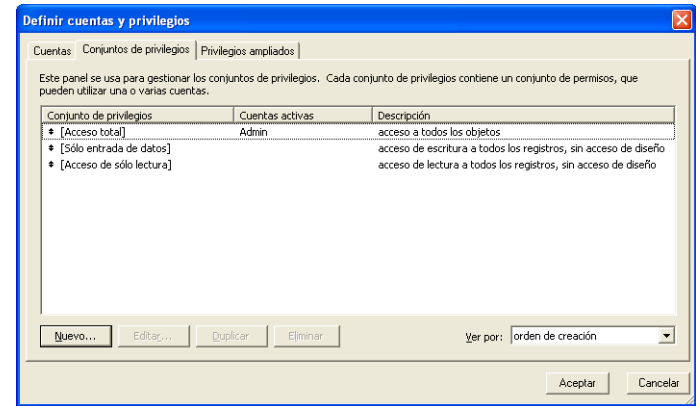 Definir cuentas y privilegios
Cuentas Conjuntos de privilegios Privilegios ampliados
Este panel se usa para gestionar los conjuntos de privilegios. Cada conjunto de privilegios contiene un conjunto de permisos, que
pueden utilizar una o varias cuentas.
Conjunto de privilegios Cuentas activas Descripción
[Acceso total] Admin acceso a todos los objetos
[Sólo entrada de datos] acceso de escritura a todos los registros, sin acceso de diseño
[Acceso de sólo lectura] acceso de lectura a todos los registros, sin acceso de diseño
Nuevo... Editar... Duplicar Eliminar Ver por: orden de creación
Aceptar Cancelar